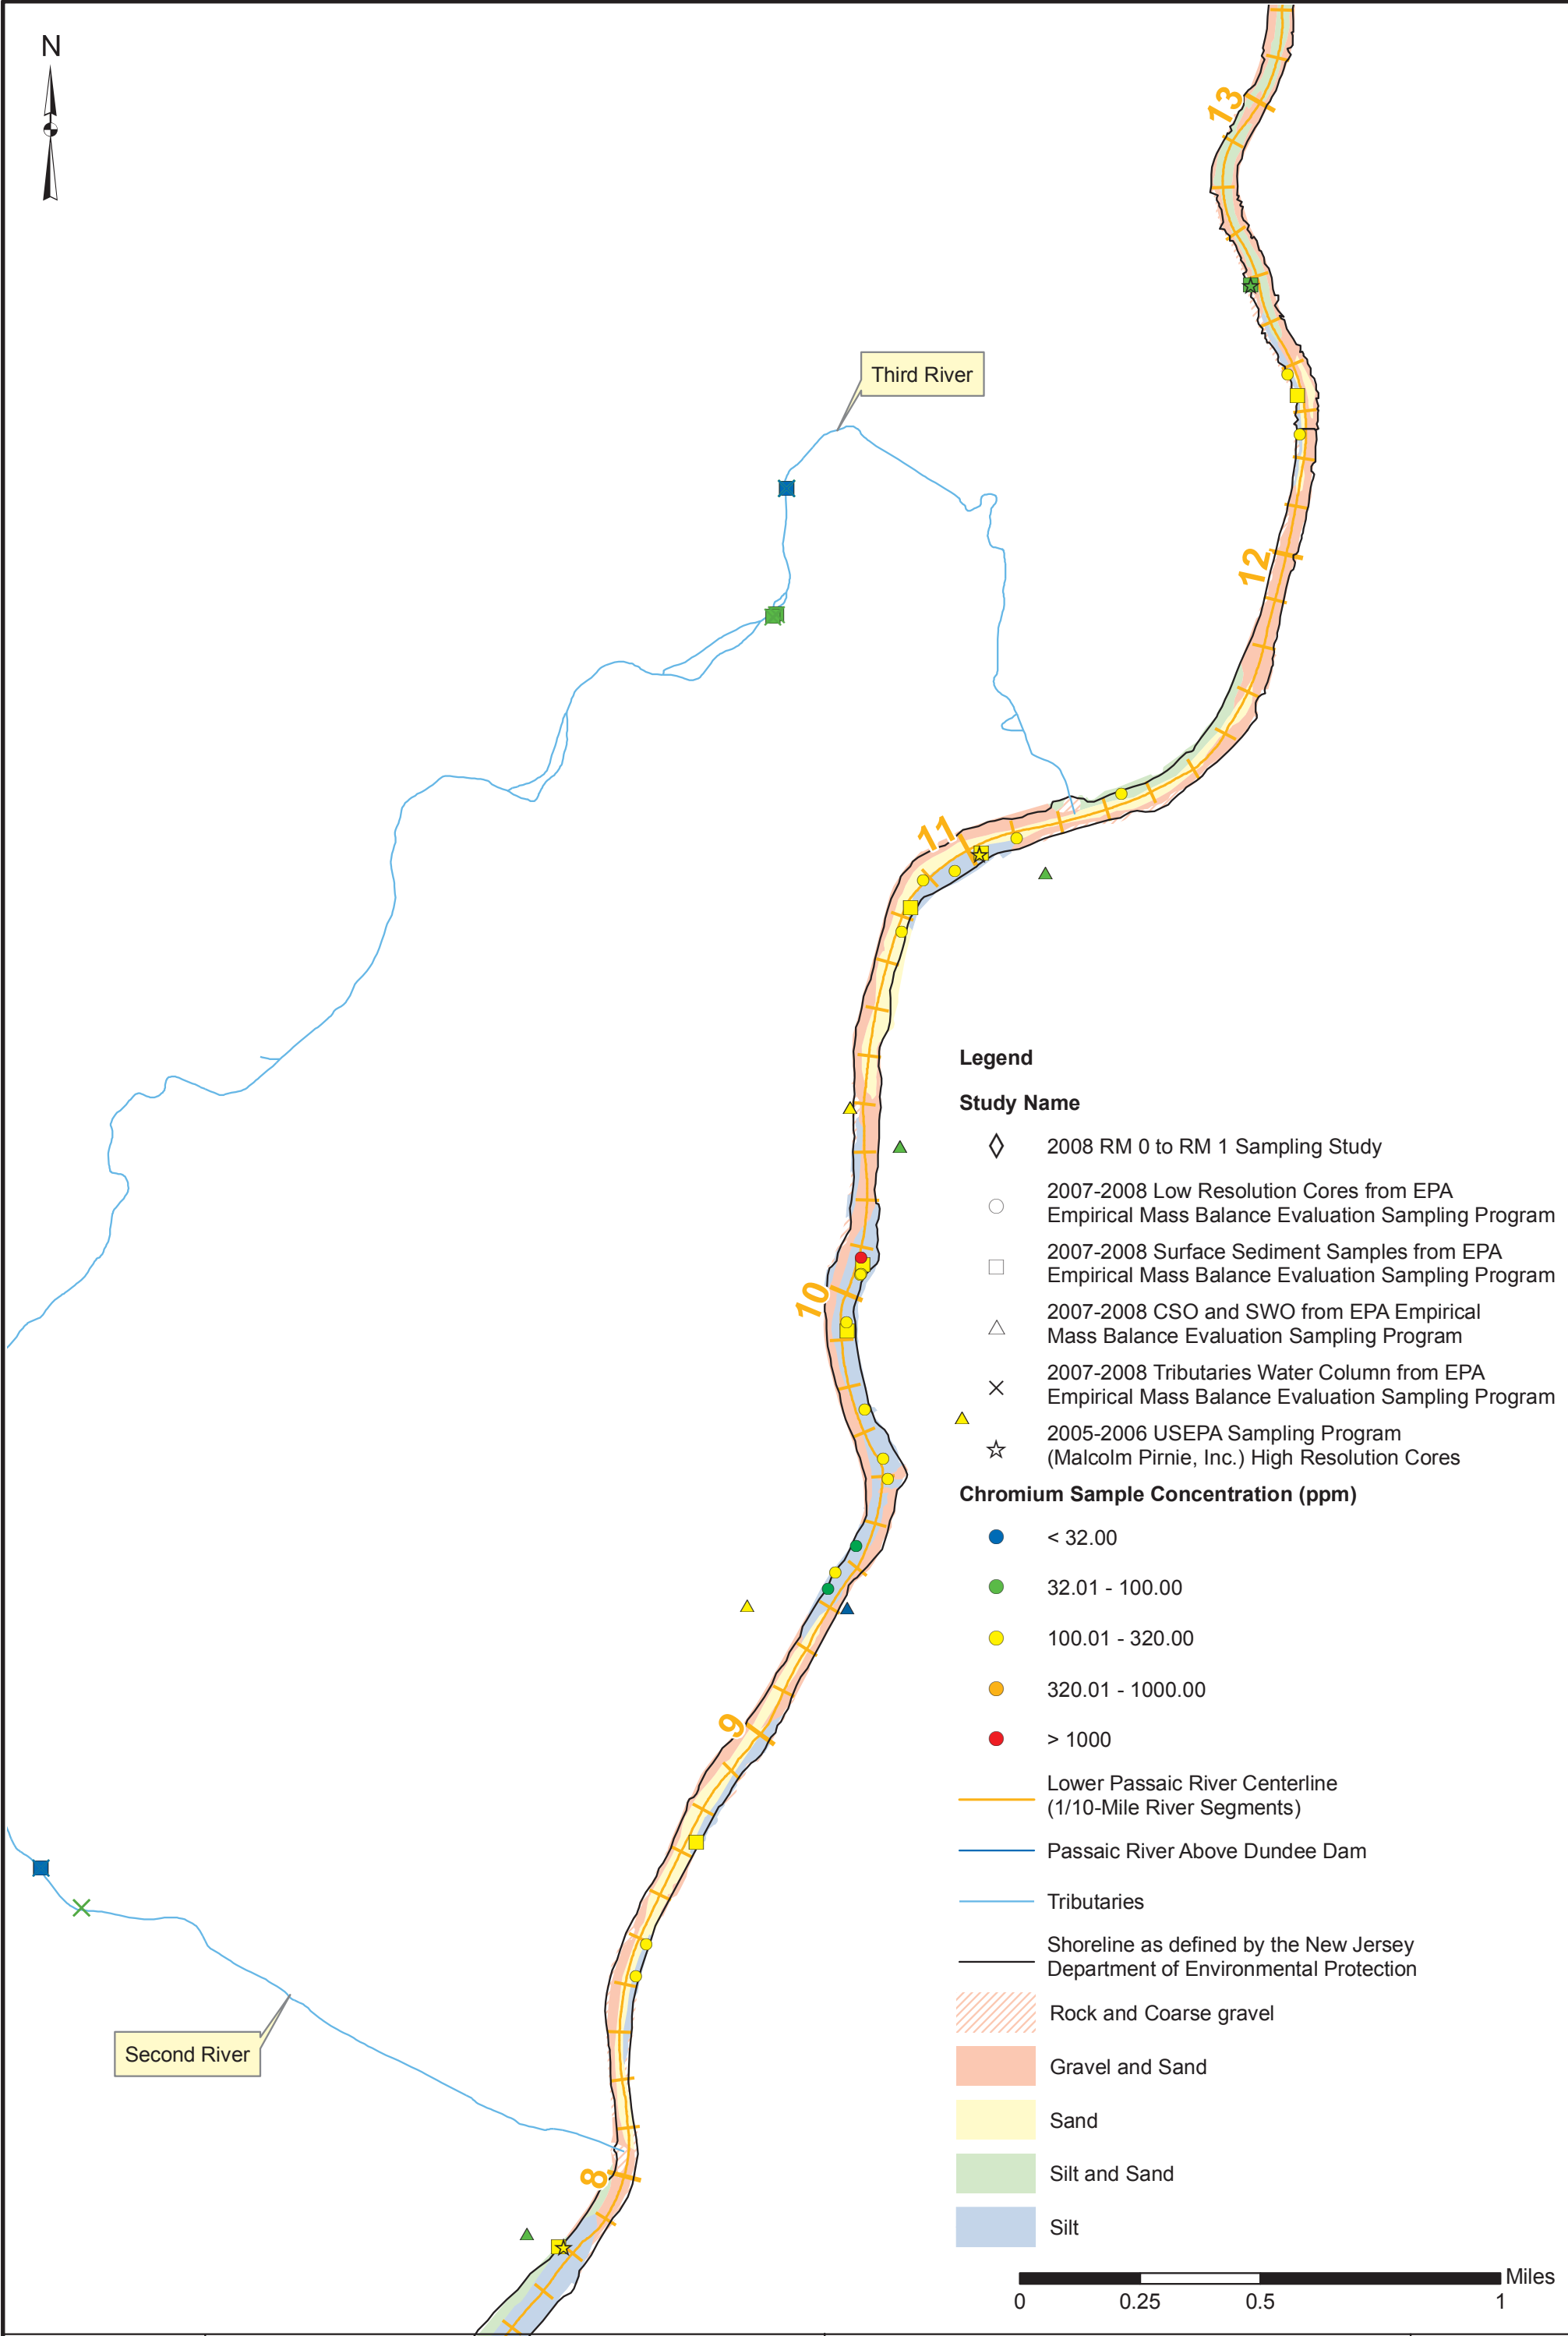 N
13
Third River
12
11
10
9
8
Second River
Legend
Study Name
2008 RM 0 to RM 1 Sampling Study
2007-2008 Low Resolution Cores from EPA
Empirical Mass Balance Evaluation Sampling Program
2007-2008 Surface Sediment Samples from EPA
Empirical Mass Balance Evaluation Sampling Program
2007-2008 CSO and SWO from EPA Empirical
Mass Balance Evaluation Sampling Program
2007-2008 Tributaries Water Column from EPA
Empirical Mass Balance Evaluation Sampling Program
2005-2006 USEPA Sampling Program
(Malcolm Pirnie, Inc.) High Resolution Cores
Chromium Sample Concentration (ppm)
< 32.00
32.01 - 100.00
100.01 - 320.00
320.01 - 1000.00
> 1000
Lower Passaic River Centerline
(1/10-Mile River Segments)
Passaic River Above Dundee Dam
Tributaries
Shoreline as defined by the New Jersey
Department of Environmental Protection
Rock and Coarse gravel
Gravel and Sand
Sand
Silt and Sand
Silt
Miles
0 0.25 0.5 1